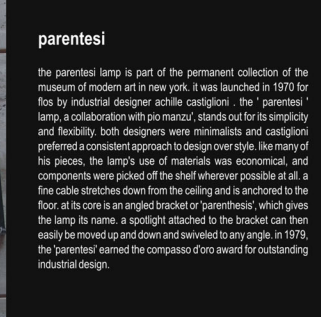 parentesi
the parentesi lamp is part of the permanent collection of the
museum of modern art in new york. it was launched in 1970 for
flos by industrial designer achille castiglioni . the ' parentesi '
lamp, a collaboration with pio manzu', stands out for its simplicity
and flexibility. both designers were minimalists and castiglioni
preferred a consistent approach to design over style. like many of
his pieces, the lamp's use of materials was economical, and
components were picked off the shelf wherever possible at all. a
fine cable stretches down from the ceiling and is anchored to the
floor. at its core is an angled bracket or 'parenthesis', which gives
the lamp its name. a spotlight attached to the bracket can then
easily be moved up and down and swiveled to any angle. in 1979,
the 'parentesi' earned the compasso d'oro award for outstanding
industrial design.